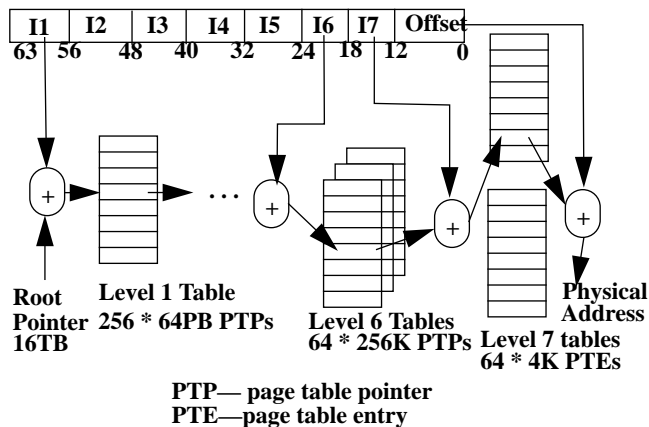 I1 I2 I3 I4 I5 I6 I7 Offset
63 56 48 40 32 24 18 12 0
+ ... + + +
Root
Pointer
16TB
Level 1 Table
256 * 64PB PTPs
Level 6 Tables
64 * 256K PTPs
Level 7 tables
64 * 4K PTEs
Physical
Address
PTP— page table pointer
PTE—page table entry